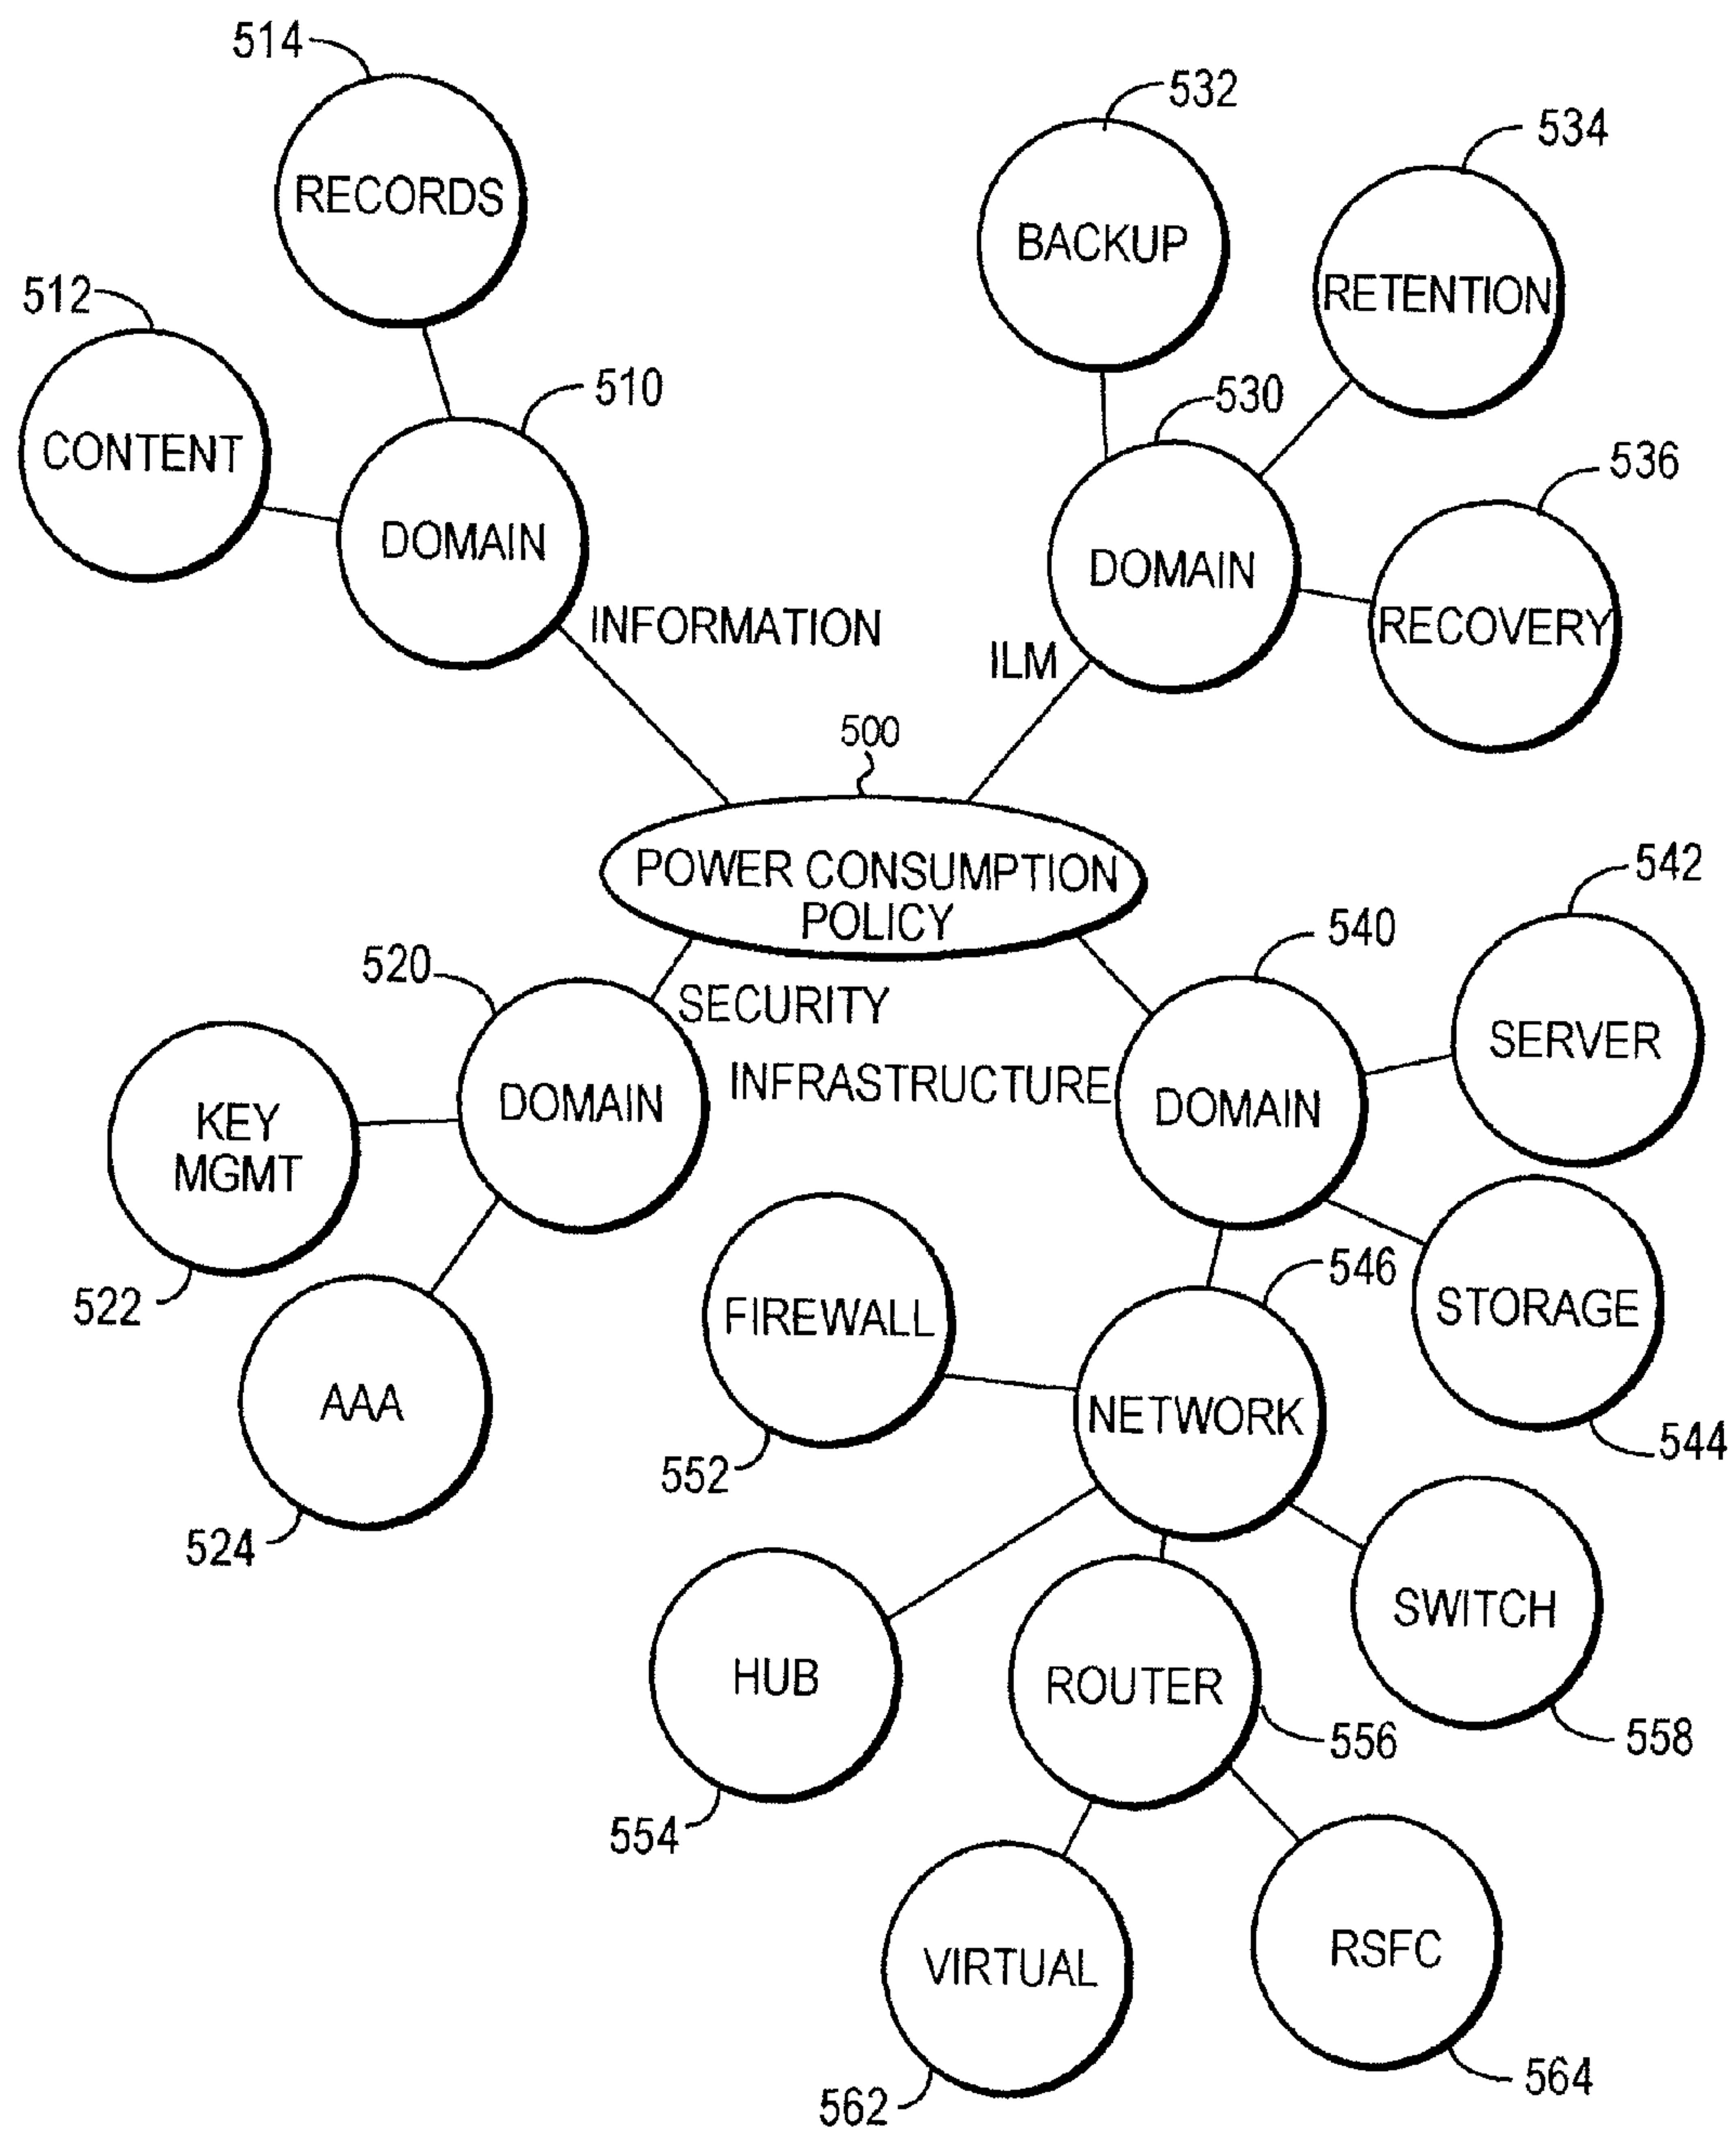 514
RECORDS
532
BACKUP
534
RETENTION
512
CONTENT
510
DOMAIN
INFORMATION
530
DOMAIN
ILM
536
RECOVERY
500
POWER CONSUMPTION
POLICY
520
SECURITY
DOMAIN
KEY
MGMT
522
AAA
524
540
INFRASTRUCTURE
DOMAIN
542
SERVER
STORAGE
544
546
NETWORK
FIREWALL
552
HUB
554
ROUTER
556
SWITCH
558
VIRTUAL
562
RSFC
564